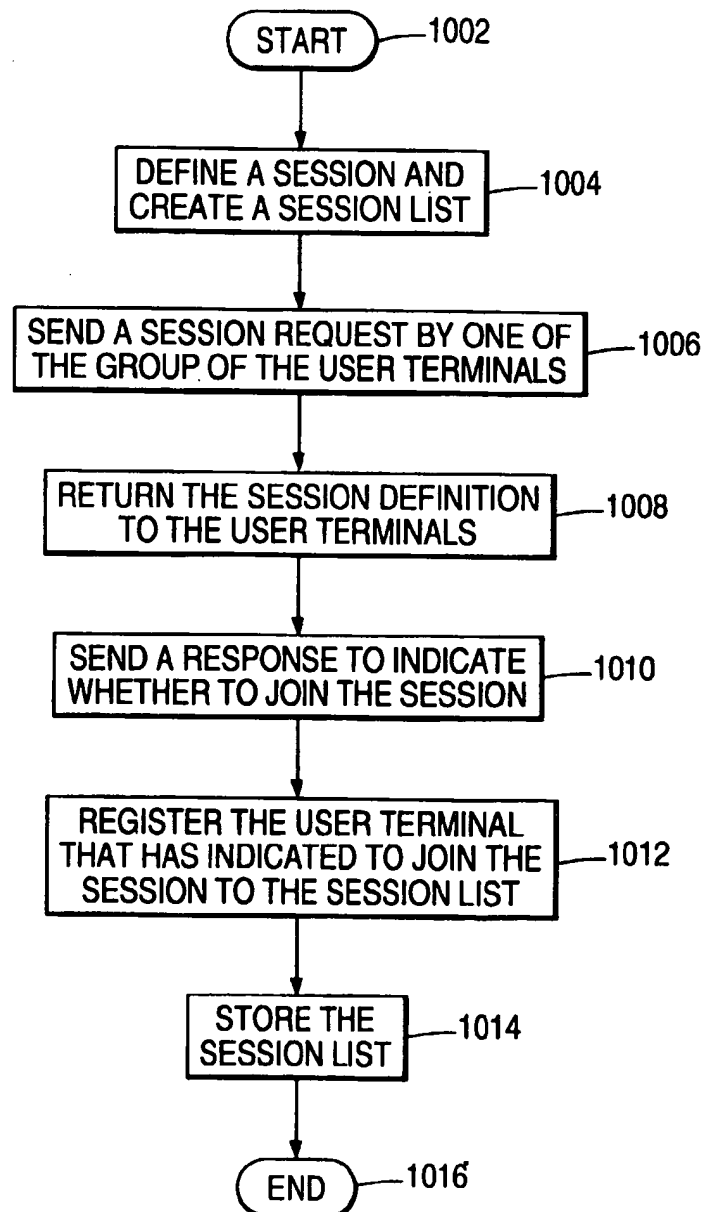 START
1002
DEFINE A SESSION AND
CREATE A SESSION LIST
1004
SEND A SESSION REQUEST BY ONE OF
THE GROUP OF THE USER TERMINALS
1006
RETURN THE SESSION DEFINITION
TO THE USER TERMINALS
1008
SEND A RESPONSE TO INDICATE
WHETHER TO JOIN THE SESSION
1010
REGISTER THE USER TERMINAL
THAT HAS INDICATED TO JOIN THE
SESSION TO THE SESSION LIST
1012
STORE THE
SESSION LIST
1014
END
1016